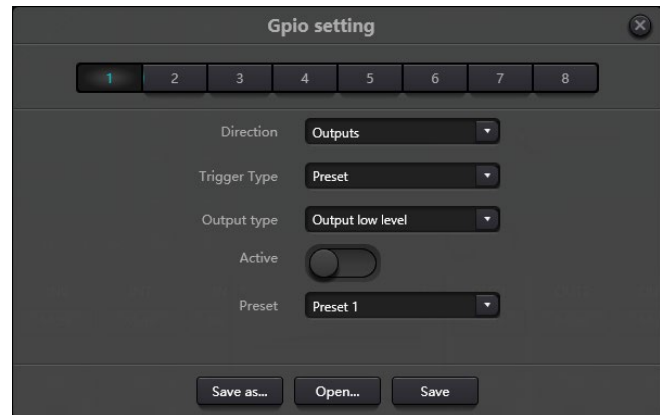 Gpio setting
1 2 3 4 5 6 7 8
Direction Outputs
Trigger Type Preset
Output type Output low level
Active
Preset Preset 1
Save as... Open... Save